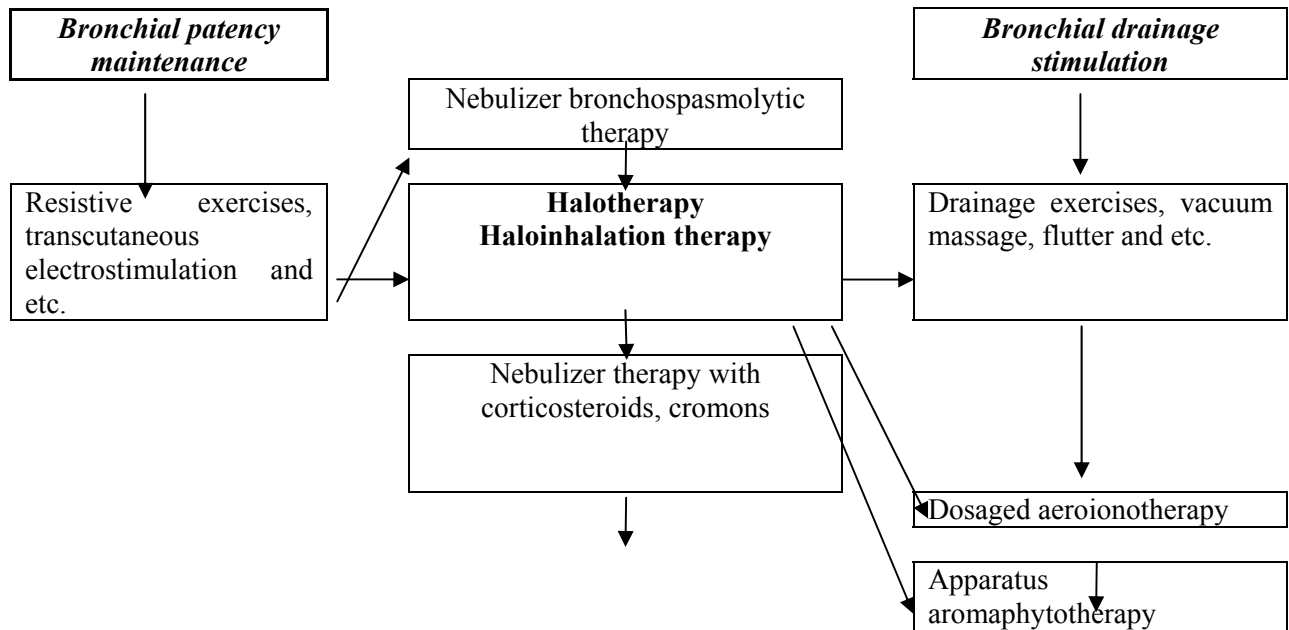 Bronchial patency
maintenance
Bronchial drainage
stimulation
Nebulizer bronchospasmolytic
therapy
Resistive exercises,
transcutaneous
electrostimulation and
etc.
Halotherapy
Haloinhalation therapy
Drainage exercises, vacuum
massage, flutter and etc.
Nebulizer therapy with
corticosteroids, cromons
Dosaged aeroionotherapy
Apparatus
aromaphytotherapy